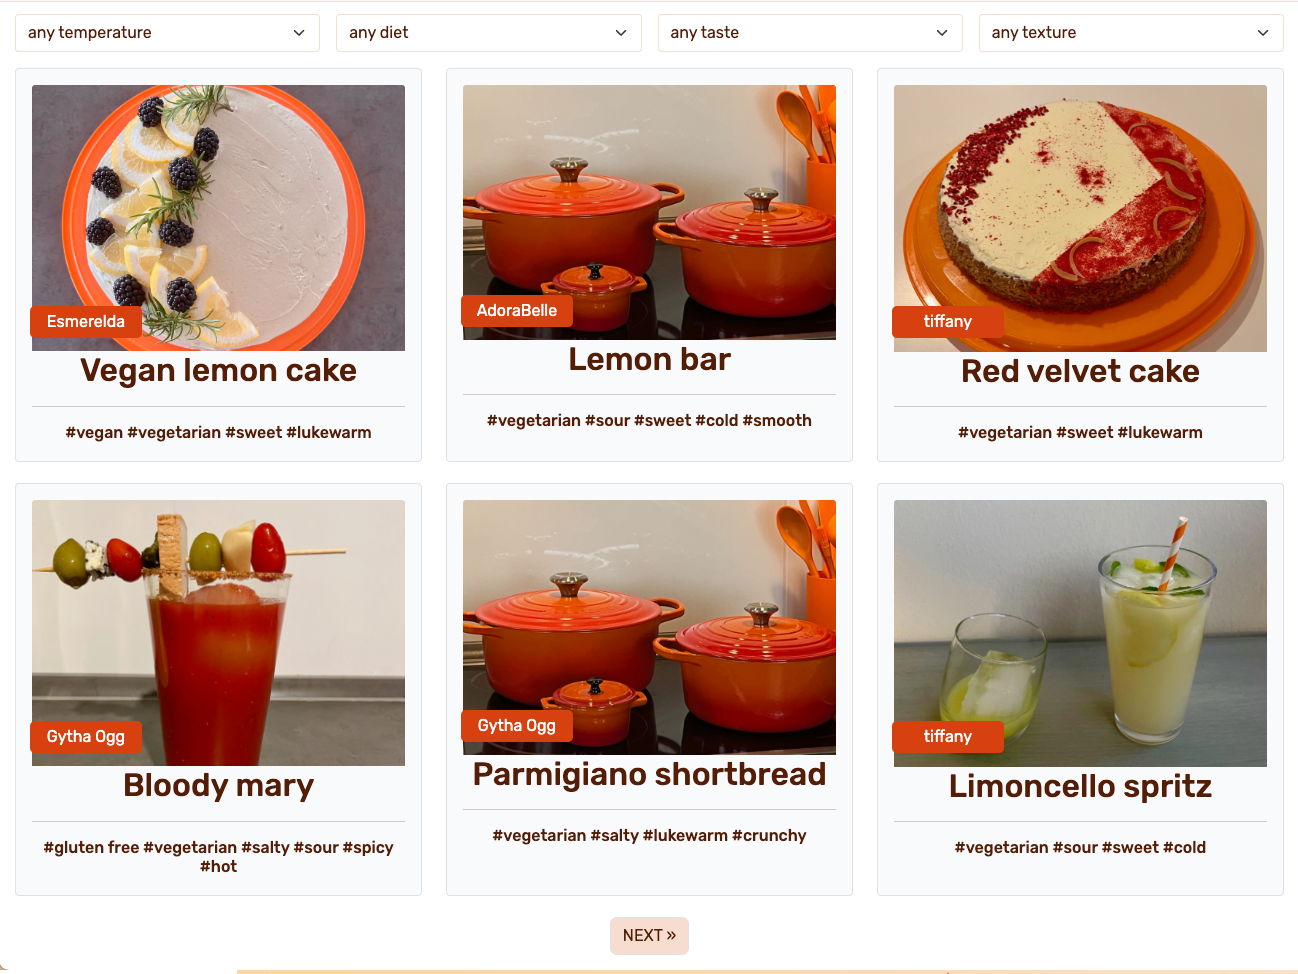 any temperature
any diet
any taste
any texture
Esmerelda
Vegan lemon cake
#vegan #vegetarian #sweet #lukewarm
AdoraBelle
Lemon bar
#vegetarian #sour #sweet #cold #smooth
tiffany
Red velvet cake
#vegetarian #sweet #lukewarm
Gytha Ogg
Bloody mary
#gluten free #vegetarian #salty #sour #spicy
#hot
Gytha Ogg
Parmigiano shortbread
#vegetarian #salty #lukewarm #crunchy
tiffany
Limoncello spritz
#vegetarian #sour #sweet #cold
NEXT »